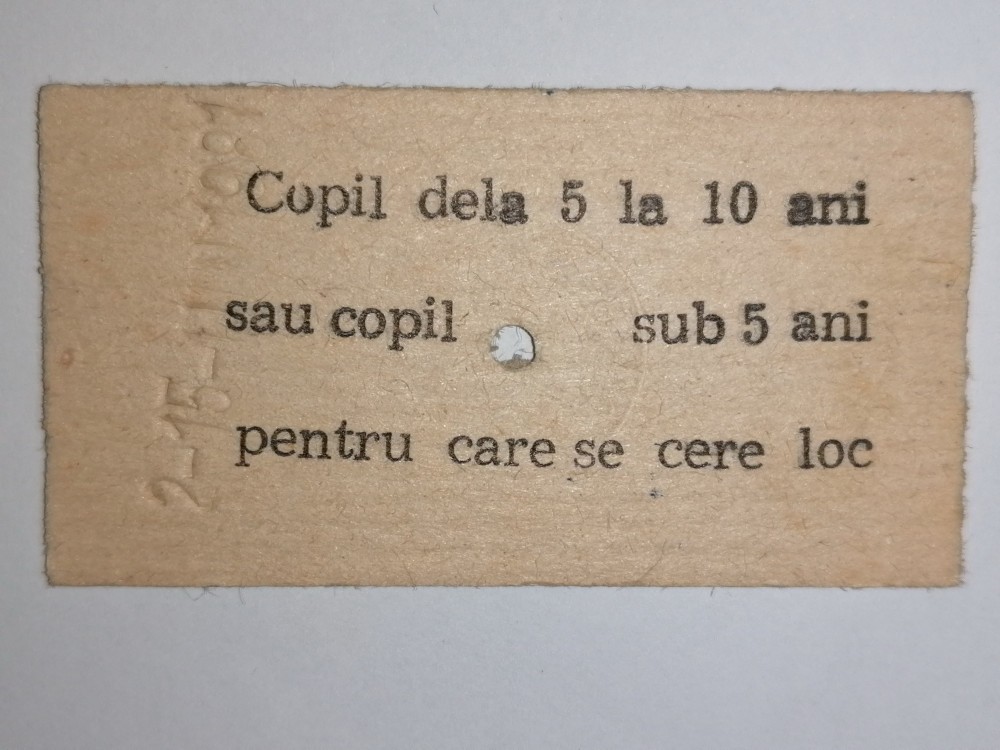 Copil dela 5 la 10 ani
sau copil sub 5 ani
pentru care se cere loc